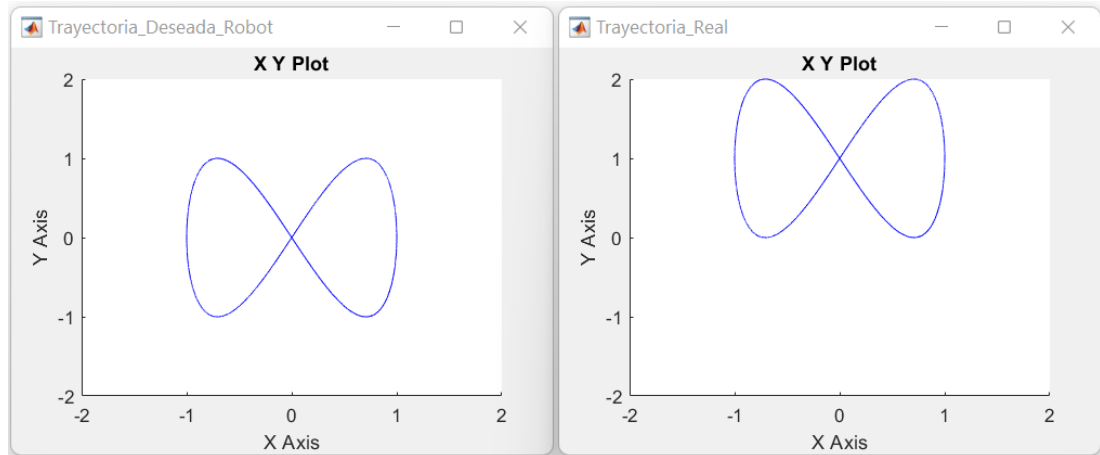 Trayectoria_Deseada_Robot
X Y Plot
2
1
0
-1
-2
Y Axis
-2 -1 0 1 2
X Axis
Trayectoria_Real
X Y Plot
2
1
0
-1
-2
Y Axis
-2 -1 0 1 2
X Axis